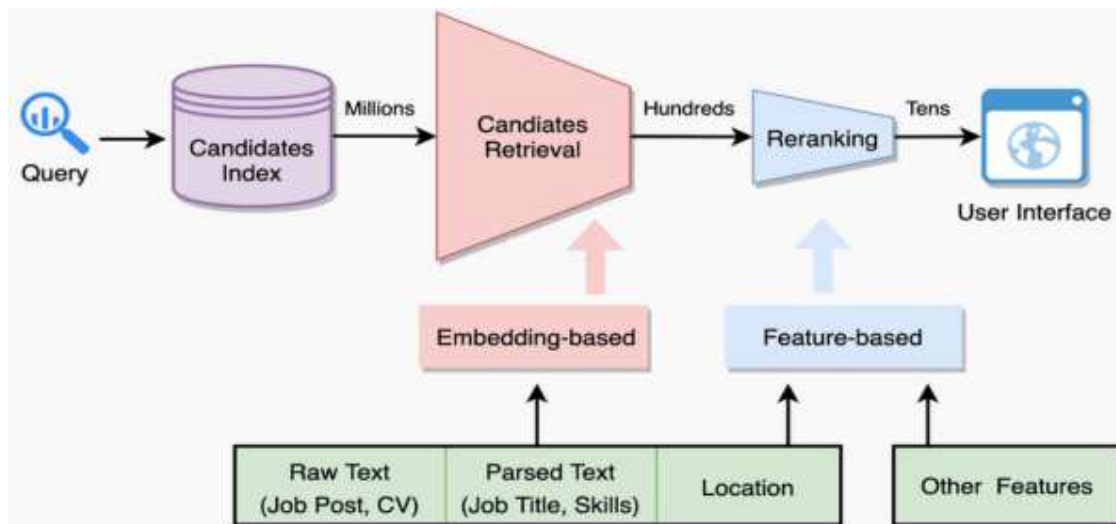 Query
Candidates
Index
Millions
Candiates
Retrieval
Hundreds
Reranking
Tens
User Interface
Embedding-based
Feature-based
Raw Text
(Job Post, CV)
Parsed Text
(Job Title, Skills)
Location
Other Features